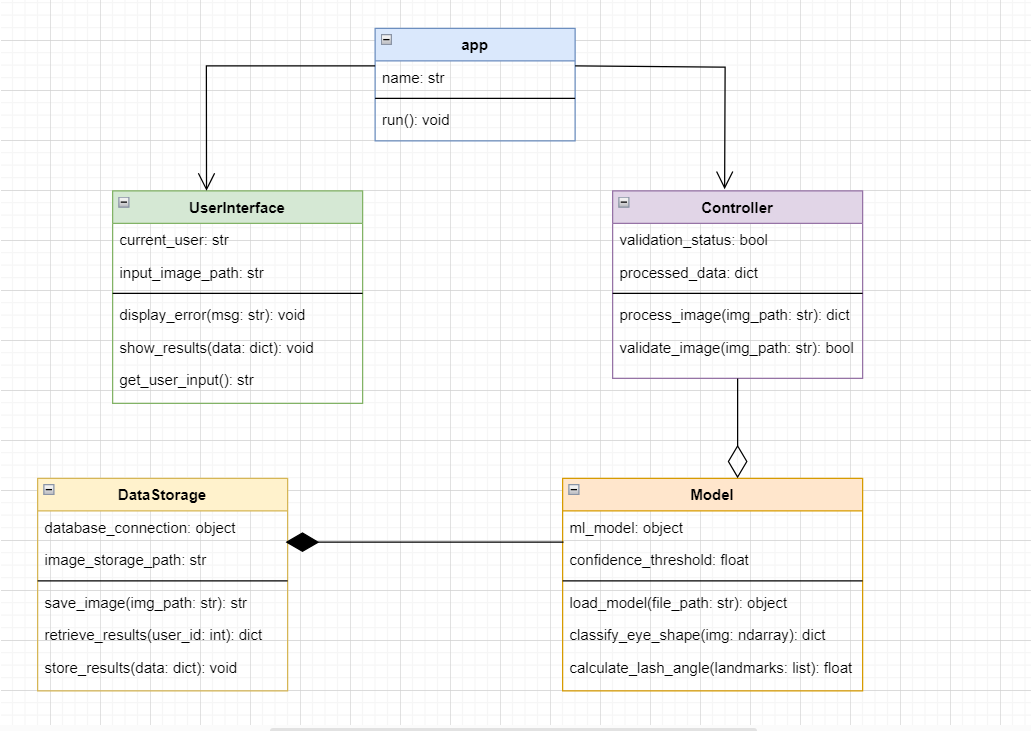 app
name: str
run(): void
UserInterface
current_user: str
input_image_path: str
display_error(msg: str): void
show_results(data: dict): void
get_user_input(): str
Controller
validation_status: bool
processed_data: dict
process_image(img_path: str): dict
validate_image(img_path: str): bool
DataStorage
database_connection: object
image_storage_path: str
save_image(img_path: str): str
retrieve_results(user_id: int): dict
store_results(data: dict): void
Model
ml_model: object
confidence_threshold: float
load_model(file_path: str): object
classify_eye_shape(img: ndarray): dict
calculate_lash_angle(landmarks: list): float